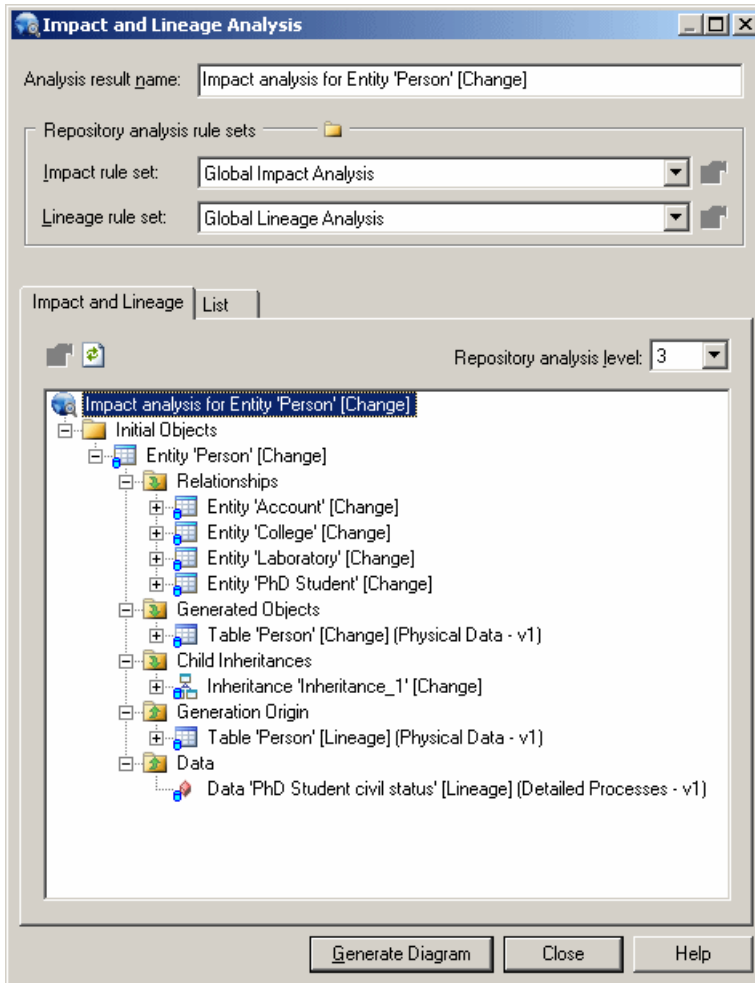 Impact and Lineage Analysis
Analysis result name: Impact analysis for Entity 'Person' [Change]
Repository analysis rule sets
Impact rule set: Global Impact Analysis
Lineage rule set: Global Lineage Analysis
Impact and Lineage List
Repository analysis level: 3
Impact analysis for Entity 'Person' [Change]
Initial Objects
Entity 'Person' [Change]
Relationships
Entity 'Account' [Change]
Entity 'College' [Change]
Entity 'Laboratory' [Change]
Entity 'PhD Student' [Change]
Generated Objects
Table 'Person' [Change] (Physical Data - v1)
Child Inheritances
Inheritance 'Inheritance_1' [Change]
Generation Origin
Table 'Person' [Lineage] (Physical Data - v1)
Data
Data 'PhD Student civil status' [Lineage] (Detailed Processes - v1)
Generate Diagram Close Help